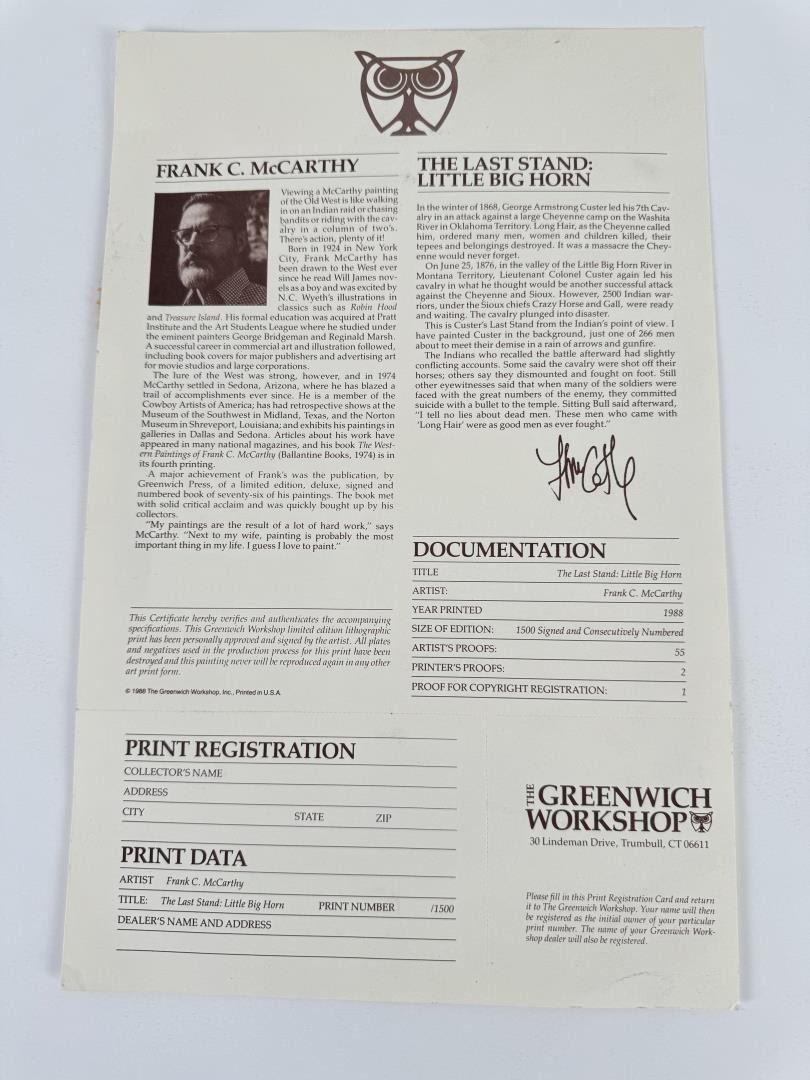 FRANK C. McCARTHY
Viewing a McCarthy painting
of the Old West is like walking
in on an Indian raid or chasing
bandits or riding with the cav-
alry in a column of two's.
There's action, plenty of it!
Born in 1924 in New York
City, Frank McCarthy has
been drawn to the West ever
since he read Will James nov-
els as a boy and was excited by
N.C. Wyeth's illustrations in
classics such as Robin Hood
and Treasure Island. His formal education was acquired at Pratt
Institute and the Art Students League where he studied under
the eminent painters George Bridgeman and Reginald Marsh.
A successful career in commercial art and illustration followed,
including book covers for major publishers and advertising art
for movie studios and large corporations.
The lure of the West was strong, however, and in 1974
McCarthy settled in Sedona, Arizona, where he has blazed a
trail of accomplishments ever since. He is a member of the
Cowboy Artists of America; has had retrospective shows at the
Museum of the Southwest in Midland, Texas, and the Norton
Museum in Shreveport, Louisiana; and exhibits his paintings in
galleries in Dallas and Sedona. Articles about his work have
appeared in many national magazines, and his book The West-
ern Paintings of Frank C. McCarthy (Ballantine Books, 1974) is in
its fourth printing.
A major achievement of Frank's was the publication, by
Greenwich Press, of a limited edition, deluxe, signed and
numbered book of seventy-six of his paintings. The book met
with solid critical acclaim and was quickly bought up by his
collectors.
"My paintings are the result of a lot of hard work," says
McCarthy. "Next to my wife, painting is probably the most
important thing in my life. I guess I love to paint."
This Certificate hereby verifies and authenticates the accompanying
specifications. This Greenwich Workshop limited edition lithographic
print has been personally approved and signed by the artist. All plates
and negatives used in the production process for this print have been
destroyed and this painting never will be reproduced again in any other
art print form.
© 1988 The Greenwich Workshop, Inc., Printed in U.S.A.
THE LAST STAND:
LITTLE BIG HORN
In the winter of 1868, George Armstrong Custer led his 7th Cav-
alry in an attack against a large Cheyenne camp on the Washita
River in Oklahoma Territory. Long Hair, as the Cheyenne called
him, ordered many men, women and children killed, their
tepees and belongings destroyed. It was a massacre the Chey-
enne would never forget.
On June 25, 1876, in the valley of the Little Big Horn River in
Montana Territory, Lieutenant Colonel Custer again led his
cavalry in what he thought would be another successful attack
against the Cheyenne and Sioux. However, 2500 Indian war-
riors, under the Sioux chiefs Crazy Horse and Gall, were ready
and waiting. The cavalry plunged into disaster.
This is Custer's Last Stand from the Indian's point of view. I
have painted Custer in the background, just one of 266 men
about to meet their demise in a rain of arrows and gunfire.
The Indians who recalled the battle afterward had slightly
conflicting accounts. Some said the cavalry were shot off their
horses; others say they dismounted and fought on foot. Still
other eyewitnesses said that when many of the soldiers were
faced with the great numbers of the enemy, they committed
suicide with a bullet to the temple. Sitting Bull said afterward,
"I tell no lies about dead men. These men who came with
'Long Hair' were as good men as ever fought."
FMcCarthy
DOCUMENTATION
TITLE The Last Stand: Little Big Horn
ARTIST: Frank C. McCarthy
YEAR PRINTED 1988
SIZE OF EDITION: 1500 Signed and Consecutively Numbered
ARTIST'S PROOFS: 55
PRINTER'S PROOFS: 2
PROOF FOR COPYRIGHT REGISTRATION: 1
PRINT REGISTRATION
COLLECTOR'S NAME
ADDRESS
CITY STATE ZIP
PRINT DATA
ARTIST Frank C. McCarthy
TITLE: The Last Stand: Little Big Horn PRINT NUMBER /1500
DEALER'S NAME AND ADDRESS
THE GREENWICH
WORKSHOP
30 Lindeman Drive, Trumbull, CT 06611
Please fill in this Print Registration Card and return
it to The Greenwich Workshop. Your name will then
be registered as the initial owner of your particular
print number. The name of your Greenwich Work-
shop dealer will also be registered.